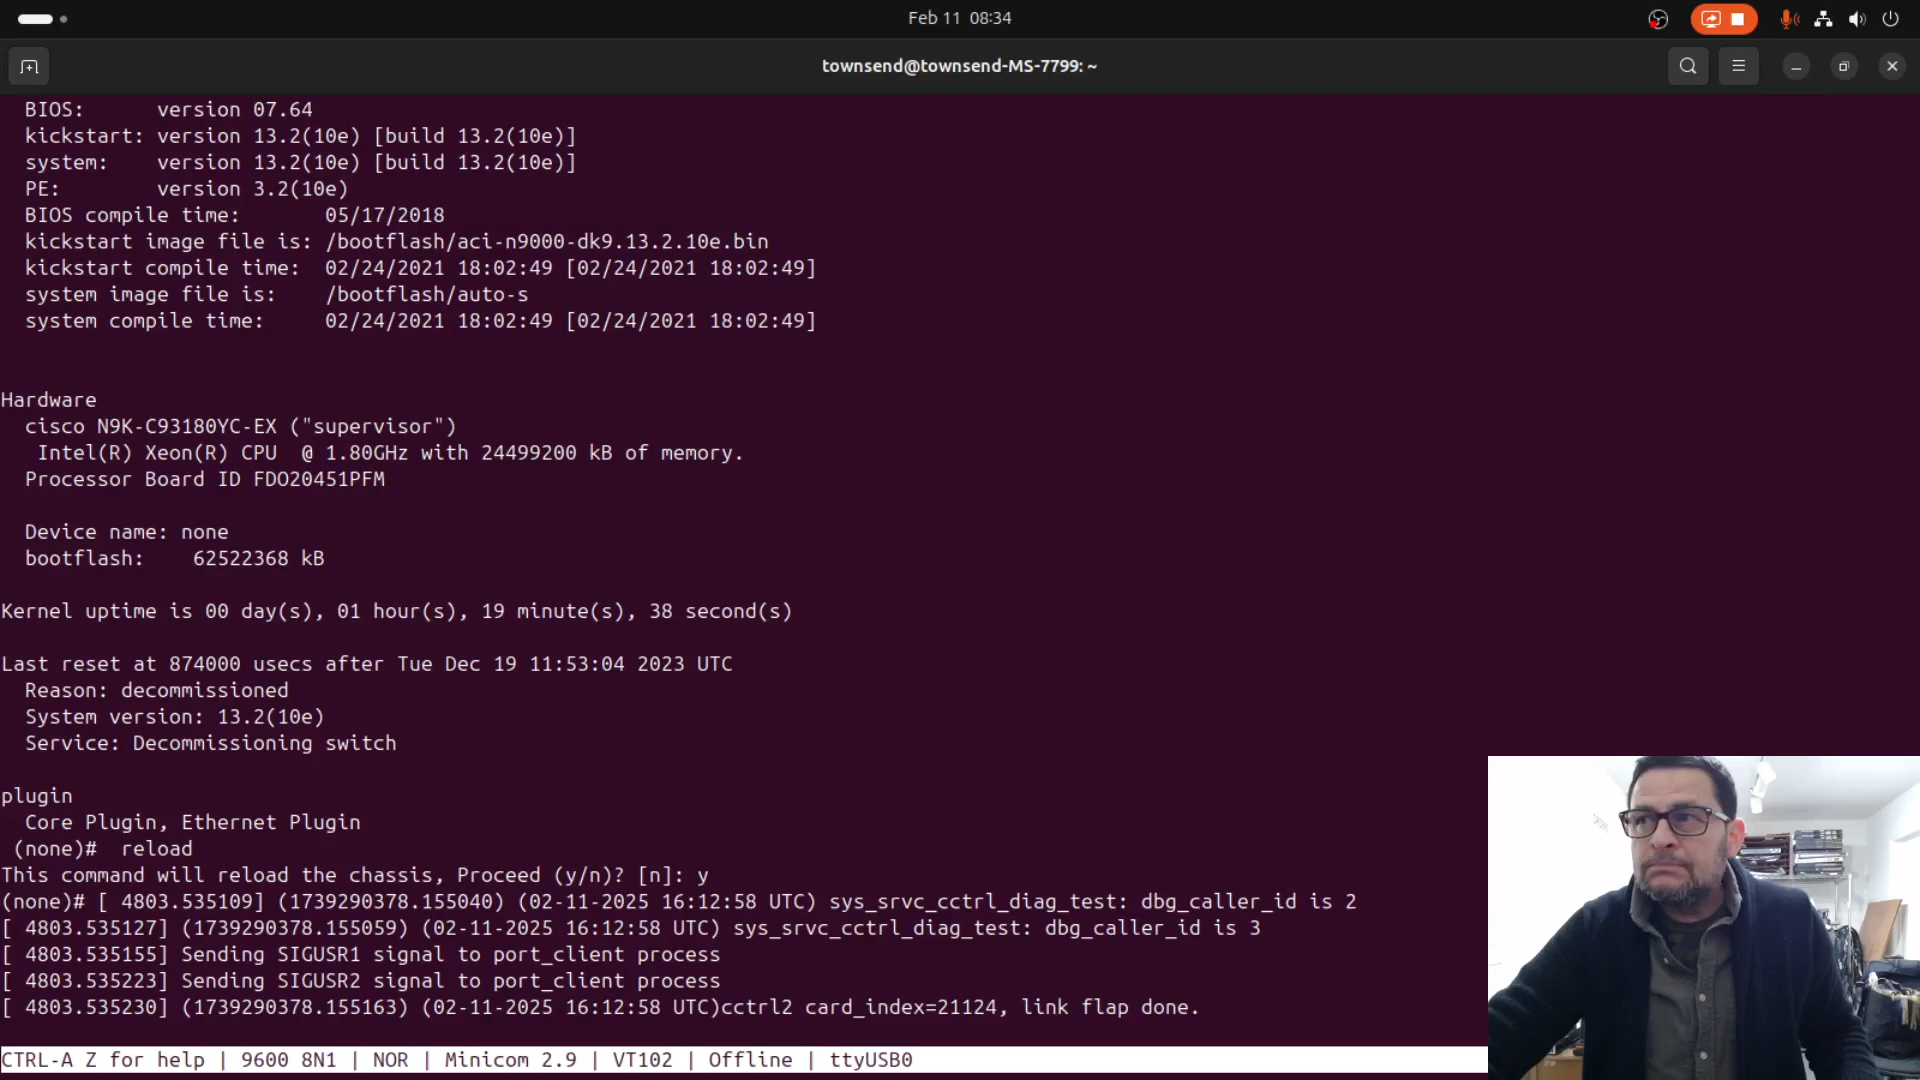 Feb 11 08:34
townsend@townsend-MS-7799: ~
BIOS: version 07.64
kickstart: version 13.2(10e) [build 13.2(10e)]
system: version 13.2(10e) [build 13.2(10e)]
PE: version 3.2(10e)
BIOS compile time: 05/17/2018
kickstart image file is: /bootflash/aci-n9000-dk9.13.2.10e.bin
kickstart compile time: 02/24/2021 18:02:49 [02/24/2021 18:02:49]
system image file is: /bootflash/auto-s
system compile time: 02/24/2021 18:02:49 [02/24/2021 18:02:49]
Hardware
cisco N9K-C93180YC-EX ("supervisor")
Intel(R) Xeon(R) CPU @ 1.80GHz with 24499200 kB of memory.
Processor Board ID FDO20451PFM
Device name: none
bootflash: 62522368 kB
Kernel uptime is 00 day(s), 01 hour(s), 19 minute(s), 38 second(s)
Last reset at 874000 usecs after Tue Dec 19 11:53:04 2023 UTC
Reason: decommissioned
System version: 13.2(10e)
Service: Decommissioning switch
plugin
Core Plugin, Ethernet Plugin
(none)# reload
This command will reload the chassis, Proceed (y/n)? [n]: y
(none)# [ 4803.535109] (1739290378.155040) (02-11-2025 16:12:58 UTC) sys_srvc_cctrl_diag_test: dbg_caller_id is 2
[ 4803.535127] (1739290378.155059) (02-11-2025 16:12:58 UTC) sys_srvc_cctrl_diag_test: dbg_caller_id is 3
[ 4803.535155] Sending SIGUSR1 signal to port_client process
[ 4803.535223] Sending SIGUSR2 signal to port_client process
[ 4803.535230] (1739290378.155163) (02-11-2025 16:12:58 UTC)cctrl2 card_index=21124, link flap done.
CTRL-A Z for help | 9600 8N1 | NOR | Minicom 2.9 | VT102 | Offline | ttyUSB0